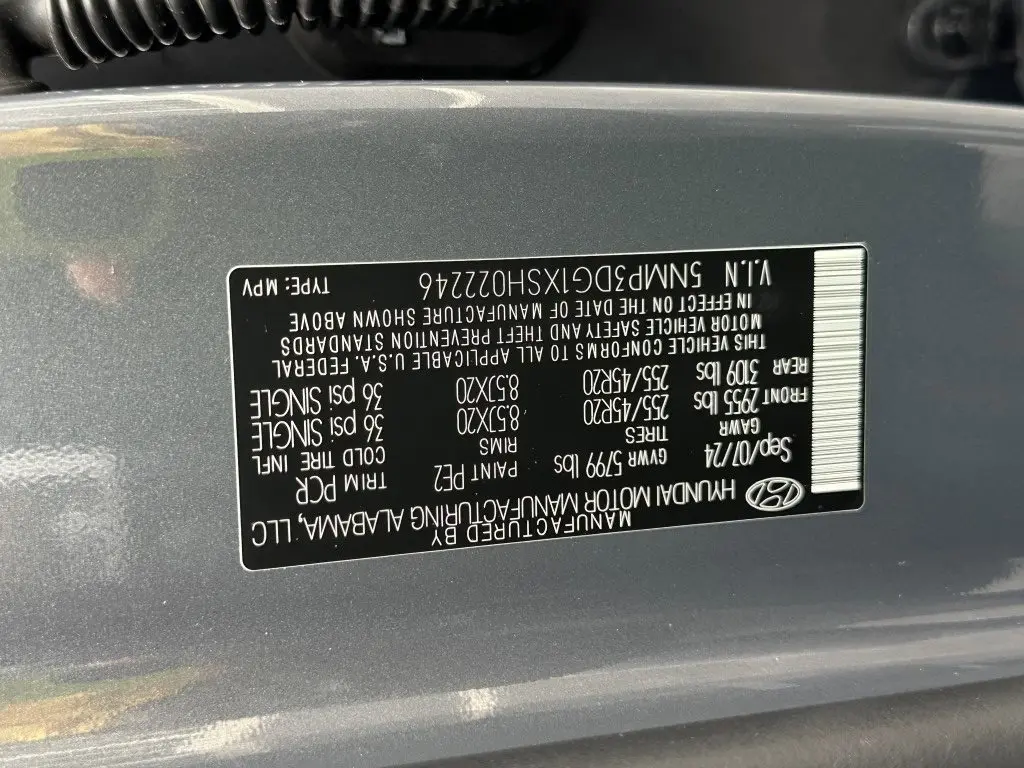 MANUFACTURED BY
HYUNDAI MOTOR MANUFACTURING ALABAMA, LLC
Sep/07/24 GVWR 5799 lbs PAINT PE2 TRIM PCR
GAWR TIRES RIMS COLD TIRE INFL
FRONT 2955 lbs 255/45R20 8.5JX20 36 psi SINGLE
REAR 3109 lbs 255/45R20 8.5JX20 36 psi SINGLE
THIS VEHICLE CONFORMS TO ALL APPLICABLE U.S.A. FEDERAL
MOTOR VEHICLE SAFETY AND THEFT PREVENTION STANDARDS
IN EFFECT ON THE DATE OF MANUFACTURE SHOWN ABOVE
V.I.N 5NMP3DG1XSH022246 TYPE: MPV